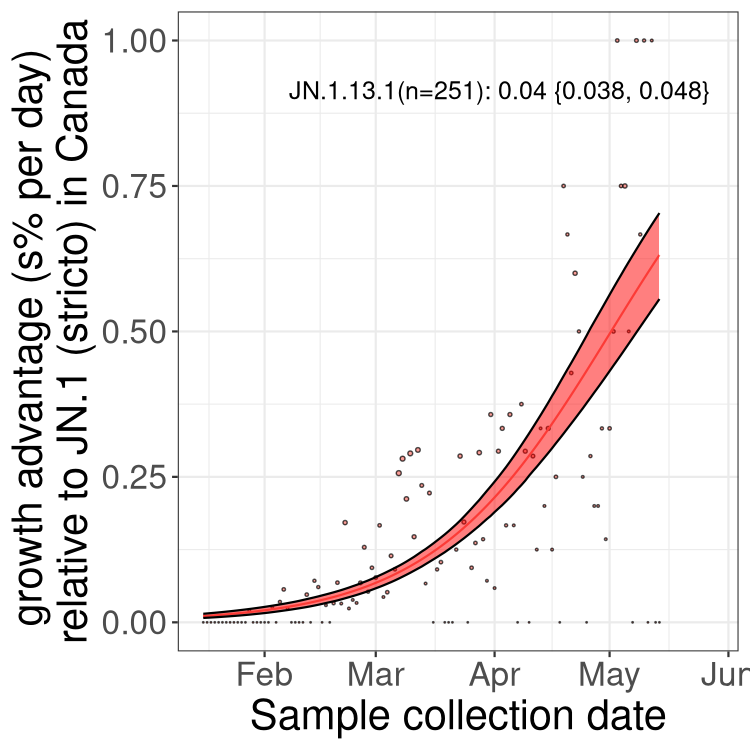 growth advantage (s% per day)
relative to JN.1 (stricto) in Canada
1.00
0.75
0.50
0.25
0.00
JN.1.13.1(n=251): 0.04 {0.038, 0.048}
Feb Mar Apr May Jun
Sample collection date